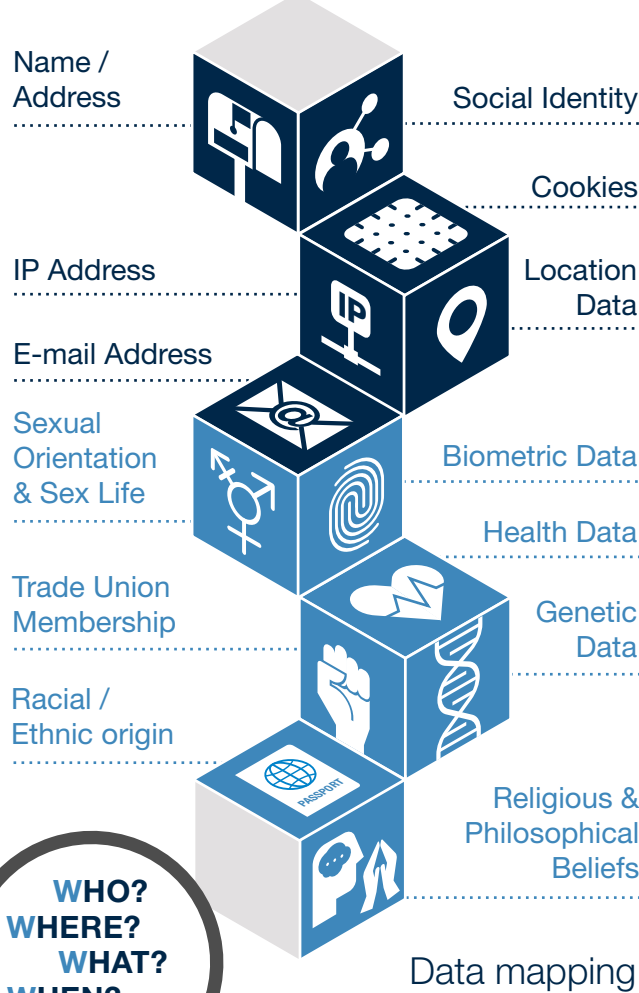 Name /
Address
Social Identity
Cookies
IP Address
IP
Location
Data
E-mail Address
@
Sexual
Orientation
& Sex Life
Biometric Data
Health Data
Trade Union
Membership
Genetic
Data
Racial /
Ethnic origin
PASSPORT
Religious &
Philosophical
Beliefs
WHO?
WHERE?
WHAT?
WHEN?
Data mapping